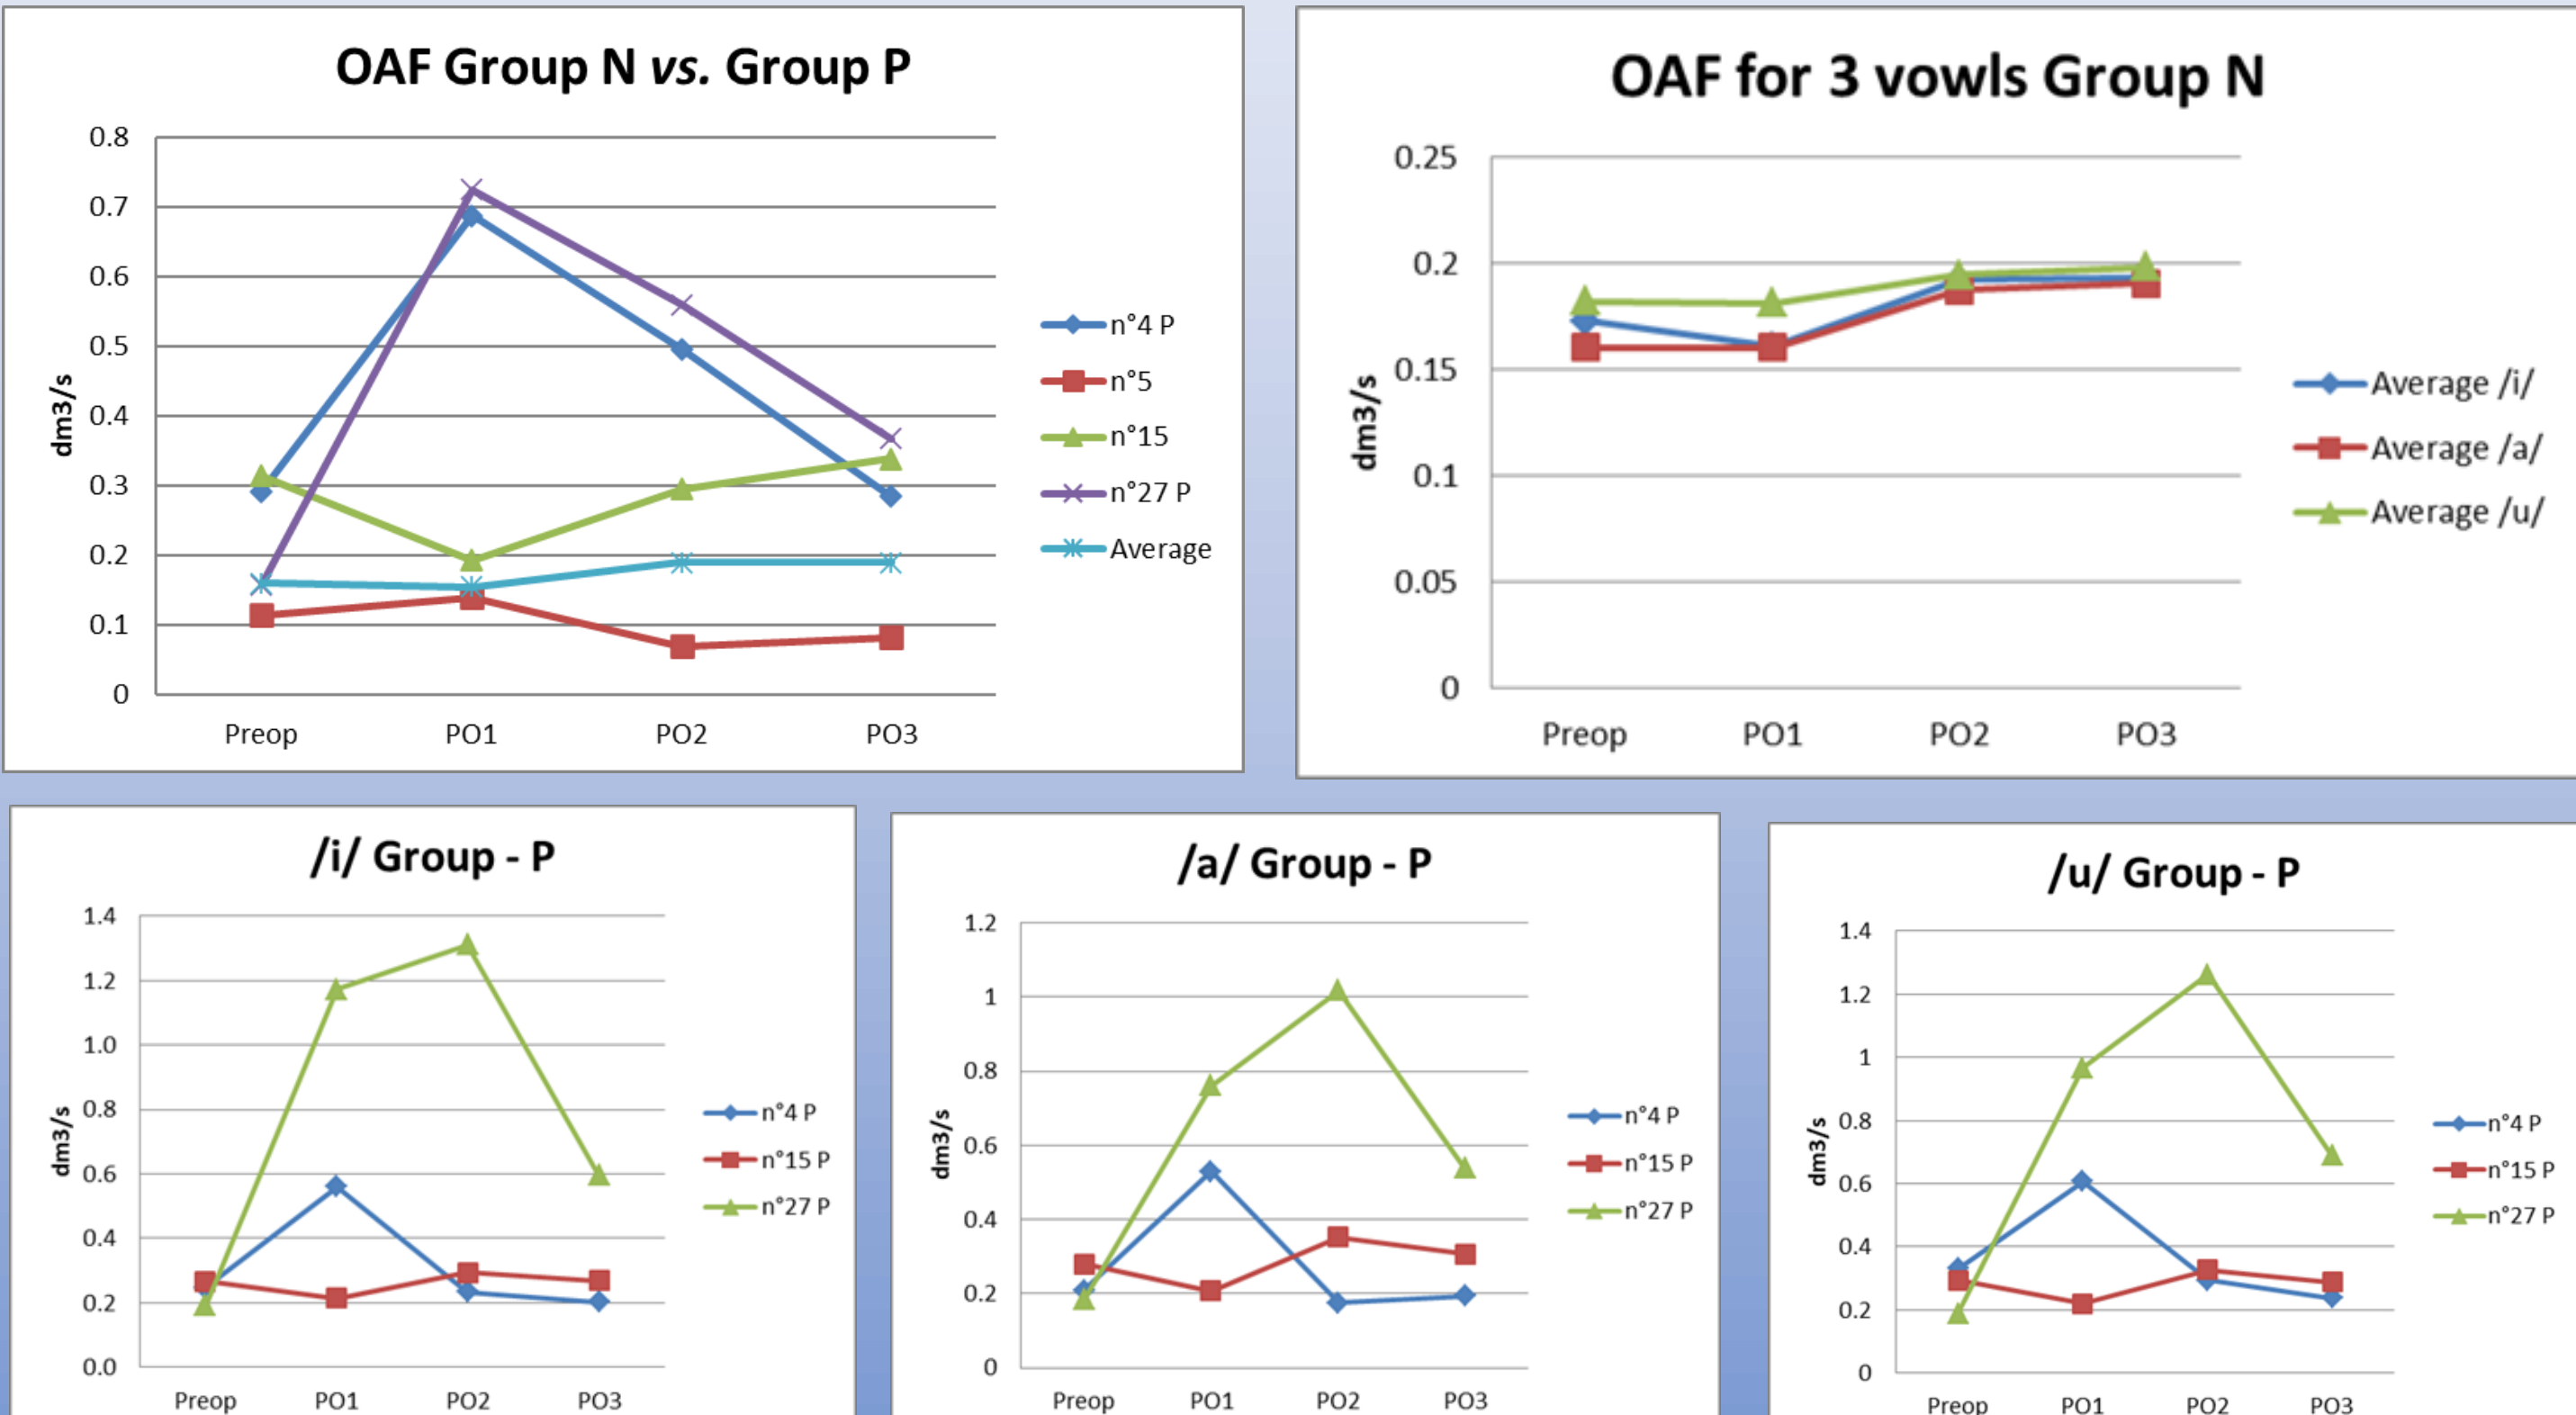 OAF Group N vs. Group P
0.8
0.7
0.6
0.5
0.4
0.3
0.2
0.1
0
dm3/s
Preop PO1 PO2 PO3
n°4 P
n°5
n°15
n°27 P
Average
OAF for 3 vowls Group N
0.25
0.2
0.15
0.1
0.05
0
dm3/s
Preop PO1 PO2 PO3
Average /i/
Average /a/
Average /u/
/i/ Group - P
1.4
1.2
1.0
0.8
0.6
0.4
0.2
0.0
dm3/s
Preop PO1 PO2 PO3
n°4 P
n°15 P
n°27 P
/a/ Group - P
1.2
1
0.8
0.6
0.4
0.2
0
dm3/s
Preop PO1 PO2 PO3
n°4 P
n°15 P
n°27 P
/u/ Group - P
1.4
1.2
1
0.8
0.6
0.4
0.2
0
dm3/s
Preop PO1 PO2 PO3
n°4 P
n°15 P
n°27 P